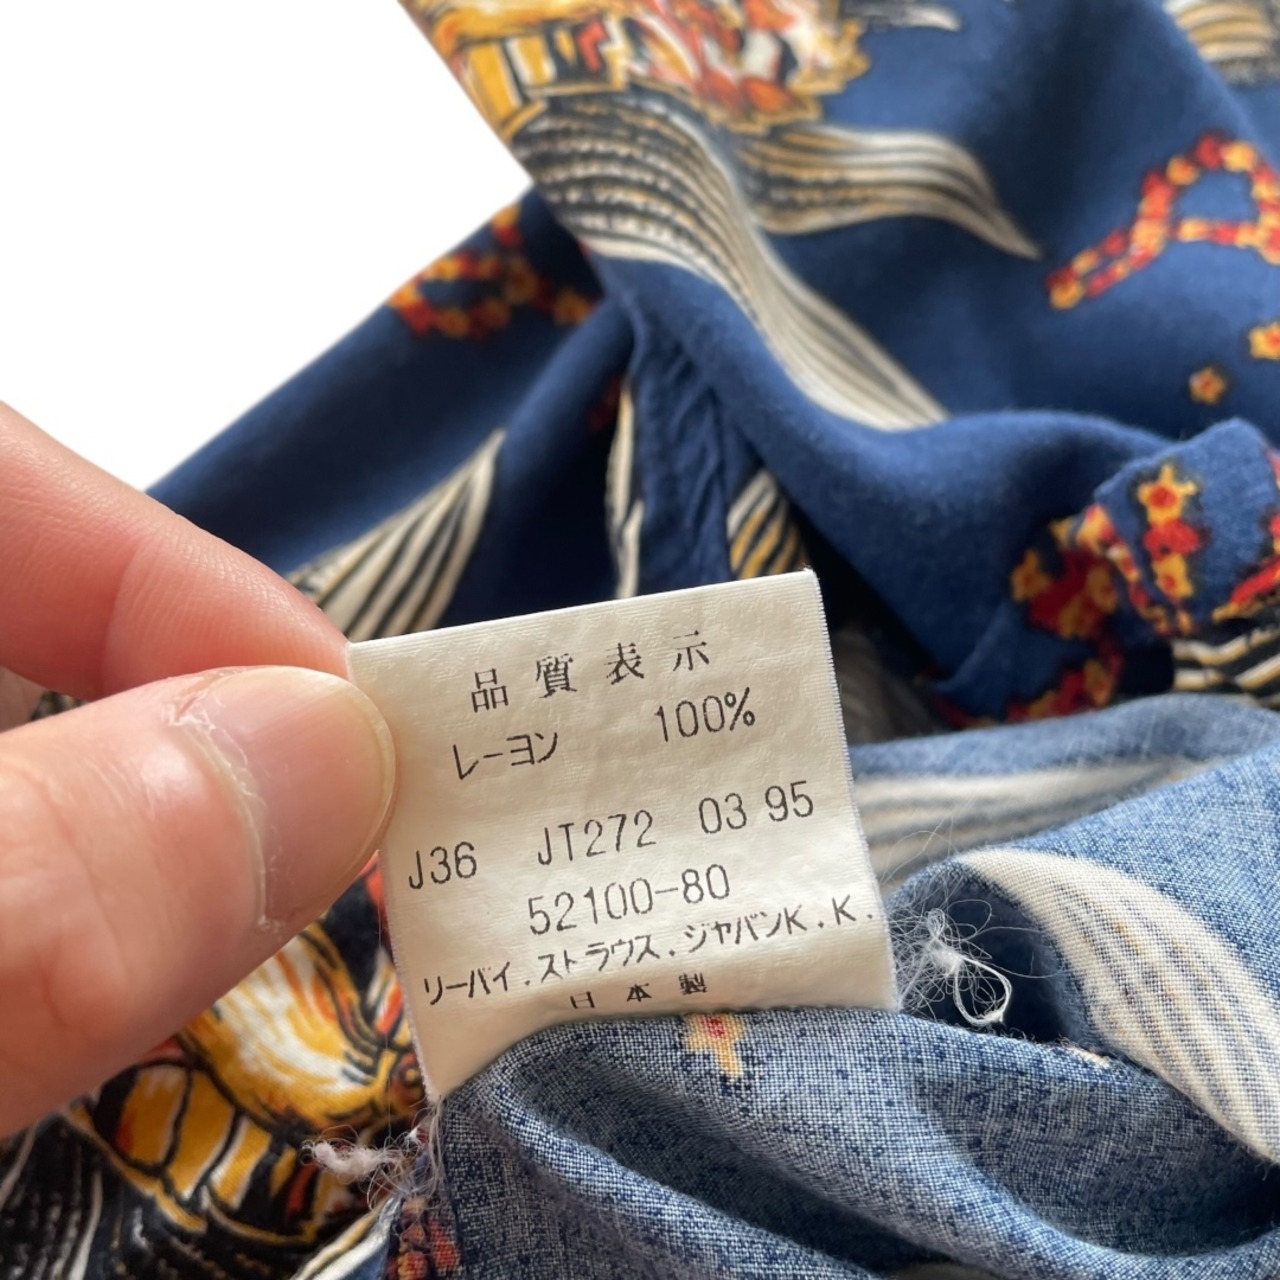 品質表示
レーヨン 100%
J36 JT272 03 95
52100-80
リーバイ.ストラウス.ジャパンK.K.
日本製